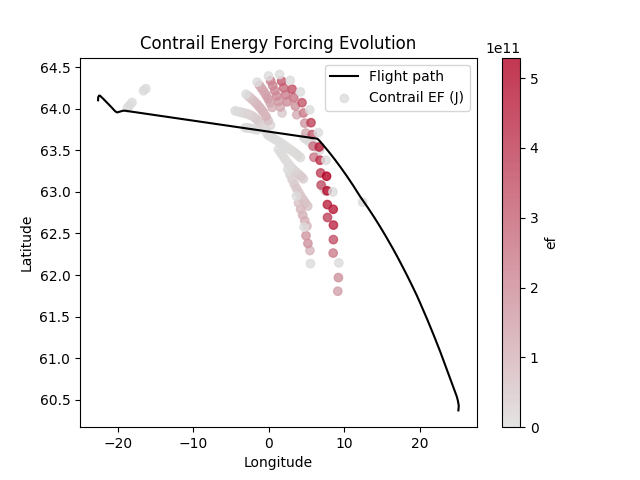 Contrail Energy Forcing Evolution
1e11
Flight path
Contrail EF (J)
64.5
64.0
63.5
63.0
62.5
62.0
61.5
61.0
60.5
Latitude
−20
−10
0
10
20
Longitude
5
4
3
2
1
0
ef